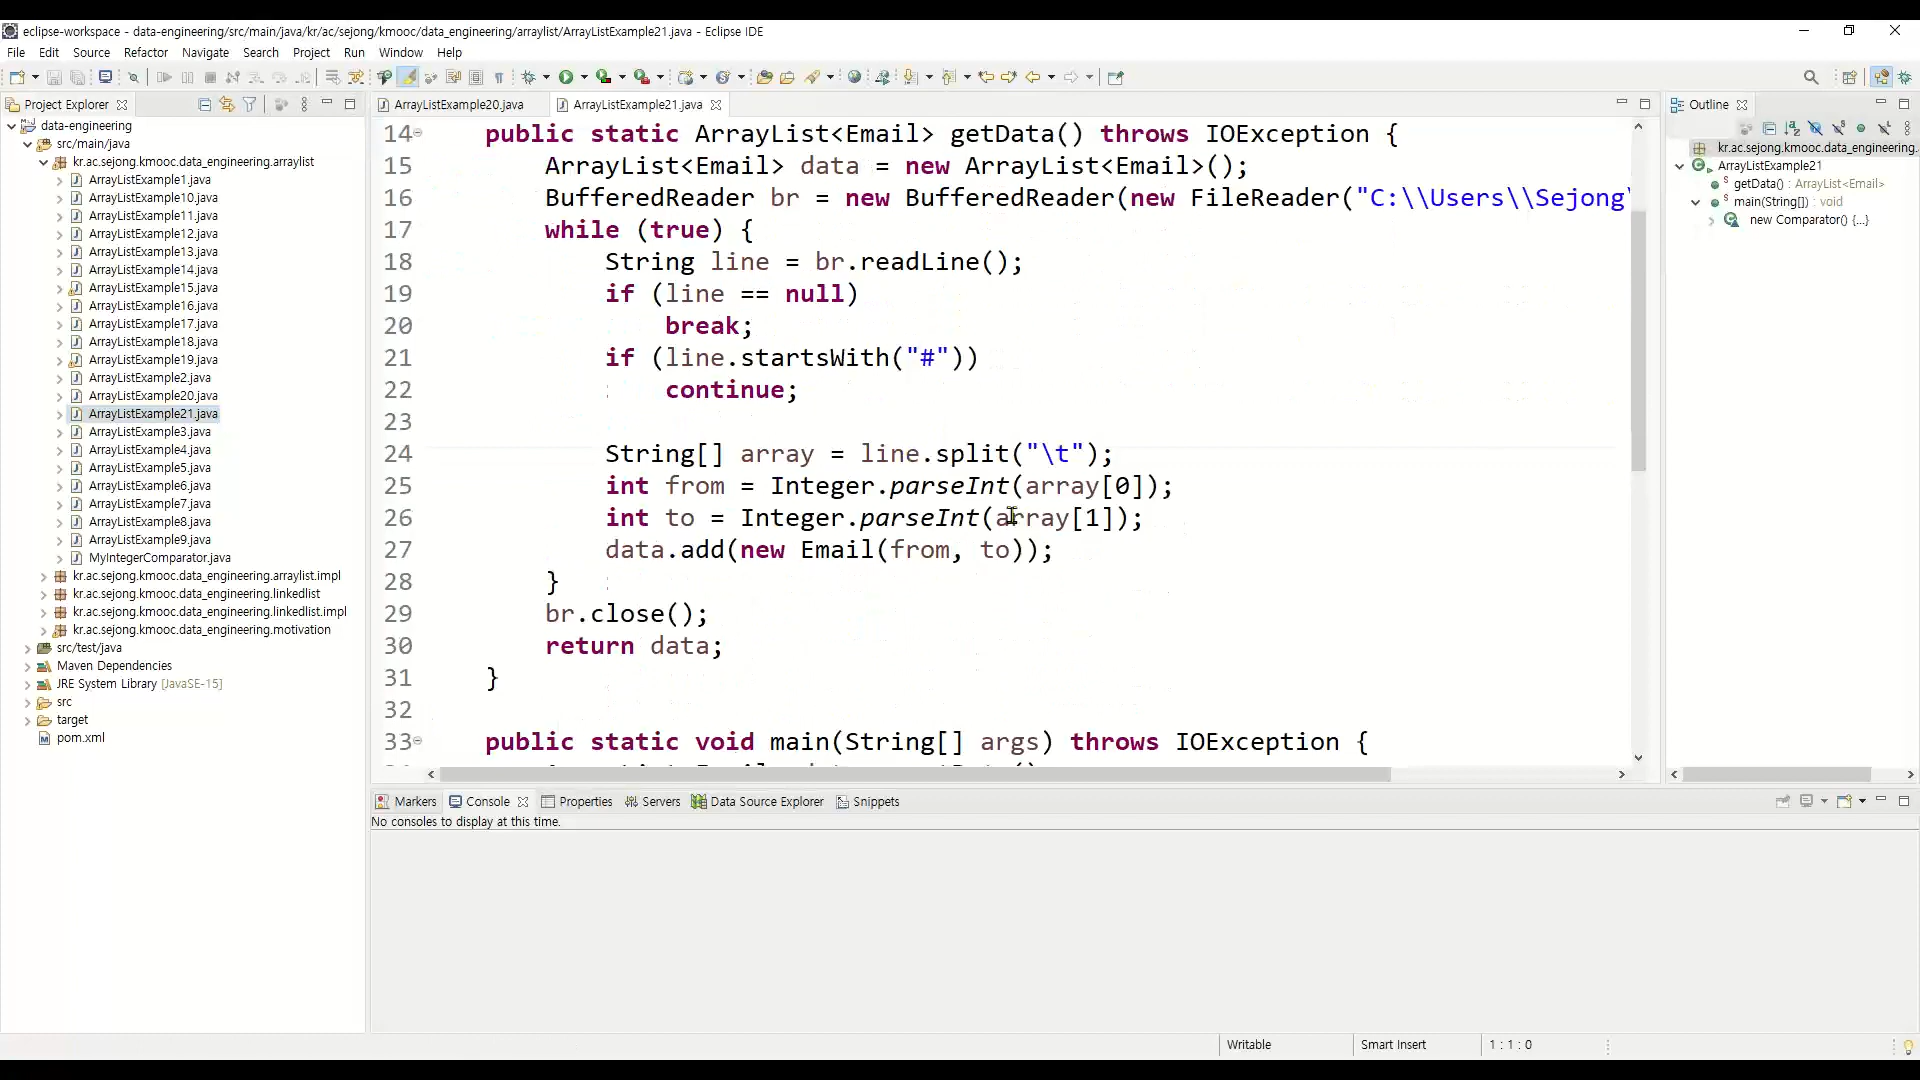 eclipse-workspace - data-engineering/src/main/java/kr/ac/sejong/kmooc/data_engineering/arraylist/ArrayListExample21.java - Eclipse IDE
File Edit Source Refactor Navigate Search Project Run Window Help
Project Explorer
data-engineering
src/main/java
kr.ac.sejong.kmooc.data_engineering.arraylist
ArrayListExample1.java
ArrayListExample10.java
ArrayListExample11.java
ArrayListExample12.java
ArrayListExample13.java
ArrayListExample14.java
ArrayListExample15.java
ArrayListExample16.java
ArrayListExample17.java
ArrayListExample18.java
ArrayListExample19.java
ArrayListExample2.java
ArrayListExample20.java
ArrayListExample21.java
ArrayListExample3.java
ArrayListExample4.java
ArrayListExample5.java
ArrayListExample6.java
ArrayListExample7.java
ArrayListExample8.java
ArrayListExample9.java
MyIntegerComparator.java
kr.ac.sejong.kmooc.data_engineering.arraylist.impl
kr.ac.sejong.kmooc.data_engineering.linkedlist
kr.ac.sejong.kmooc.data_engineering.linkedlist.impl
kr.ac.sejong.kmooc.data_engineering.motivation
src/test/java
Maven Dependencies
JRE System Library [JavaSE-15]
src
target
pom.xml
ArrayListExample20.java ArrayListExample21.java
14 public static ArrayList<Email> getData() throws IOException {
15 ArrayList<Email> data = new ArrayList<Email>();
16 BufferedReader br = new BufferedReader(new FileReader("C:\\Users\\Sejong\
17 while (true) {
18 String line = br.readLine();
19 if (line == null)
20 break;
21 if (line.startsWith("#"))
22 continue;
23
24 String[] array = line.split("\t");
25 int from = Integer.parseInt(array[0]);
26 int to = Integer.parseInt(array[1]);
27 data.add(new Email(from, to));
28 }
29 br.close();
30 return data;
31 }
32
33 public static void main(String[] args) throws IOException {
Outline
kr.ac.sejong.kmooc.data_engineering.
ArrayListExample21
getData() : ArrayList<Email>
main(String[]) : void
new Comparator() {...}
Markers Console Properties Servers Data Source Explorer Snippets
No consoles to display at this time.
Writable Smart Insert 1 : 1 : 0